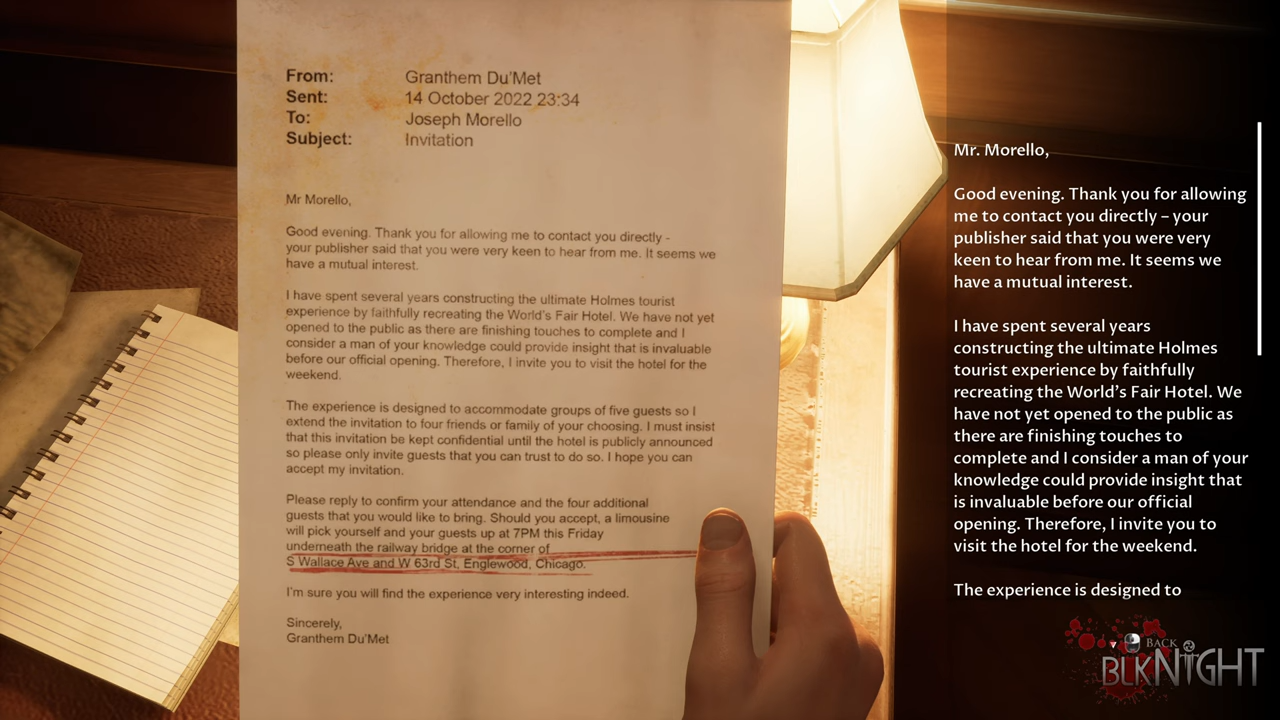 From: Granthem Du'Met
Sent: 14 October 2022 23:34
To: Joseph Morello
Subject: Invitation
Mr Morello,
Good evening. Thank you for allowing me to contact you directly -
your publisher said that you were very keen to hear from me. It seems we
have a mutual interest.
I have spent several years constructing the ultimate Holmes tourist
experience by faithfully recreating the World's Fair Hotel. We have not yet
opened to the public as there are finishing touches to complete and I
consider a man of your knowledge could provide insight that is invaluable
before our official opening. Therefore, I invite you to visit the hotel for the
weekend.
The experience is designed to accommodate groups of five guests so I
extend the invitation to four friends or family of your choosing. I must insist
that this invitation be kept confidential until the hotel is publicly announced
so please only invite guests that you can trust to do so. I hope you can
accept my invitation.
Please reply to confirm your attendance and the four additional
guests that you would like to bring. Should you accept, a limousine
will pick yourself and your guests up at 7PM this Friday
underneath the railway bridge at the corner of
S Wallace Ave and W 63rd St, Englewood, Chicago.
I'm sure you will find the experience very interesting indeed.
Sincerely,
Granthem Du'Met
Mr. Morello,
Good evening. Thank you for allowing
me to contact you directly – your
publisher said that you were very
keen to hear from me. It seems we
have a mutual interest.
I have spent several years
constructing the ultimate Holmes
tourist experience by faithfully
recreating the World's Fair Hotel. We
have not yet opened to the public as
there are finishing touches to
complete and I consider a man of your
knowledge could provide insight that
is invaluable before our official
opening. Therefore, I invite you to
visit the hotel for the weekend.
The experience is designed to
BACK
BLKNIGHT